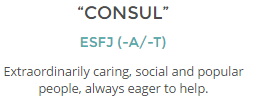 “CONSUL”
ESFJ (-A/-T)
Extraordinarily caring, social and popular
people, always eager to help.